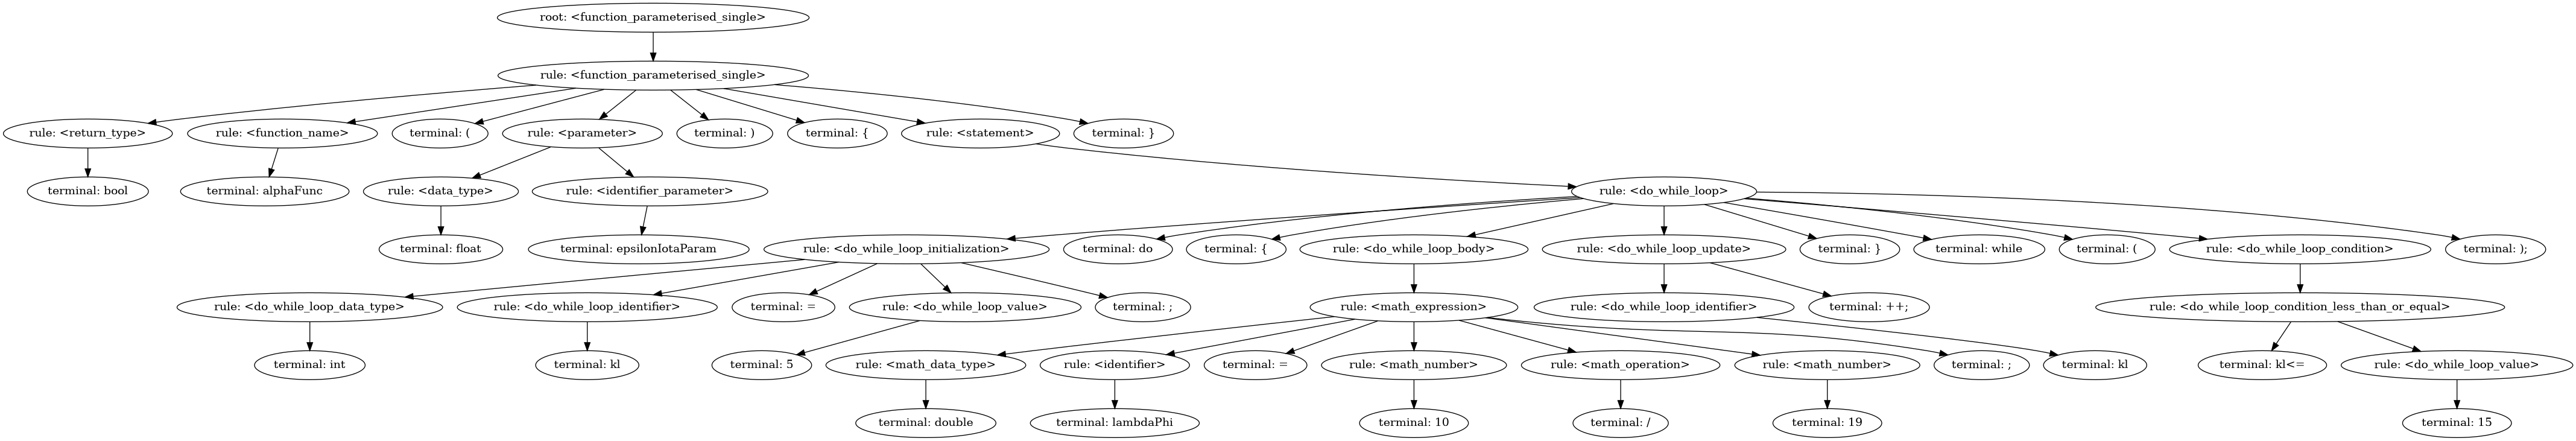 root: <function_parameterised_single>
rule: <function_parameterised_single>
rule: <return_type>
rule: <function_name>
terminal: (
rule: <parameter>
terminal: )
terminal: {
rule: <statement>
terminal: }
terminal: bool
terminal: alphaFunc
rule: <data_type>
rule: <identifier_parameter>
rule: <do_while_loop>
terminal: float
terminal: epsilonIotaParam
rule: <do_while_loop_initialization>
terminal: do
terminal: {
rule: <do_while_loop_body>
rule: <do_while_loop_update>
terminal: }
terminal: while
terminal: (
rule: <do_while_loop_condition>
terminal: );
rule: <do_while_loop_data_type>
rule: <do_while_loop_identifier>
terminal: =
rule: <do_while_loop_value>
terminal: ;
rule: <math_expression>
rule: <do_while_loop_identifier>
terminal: ++;
rule: <do_while_loop_condition_less_than_or_equal>
terminal: int
terminal: kl
terminal: 5
rule: <math_data_type>
rule: <identifier>
terminal: =
rule: <math_number>
rule: <math_operation>
rule: <math_number>
terminal: ;
terminal: kl
terminal: kl<=
rule: <do_while_loop_value>
terminal: double
terminal: lambdaPhi
terminal: 10
terminal: /
terminal: 19
terminal: 15